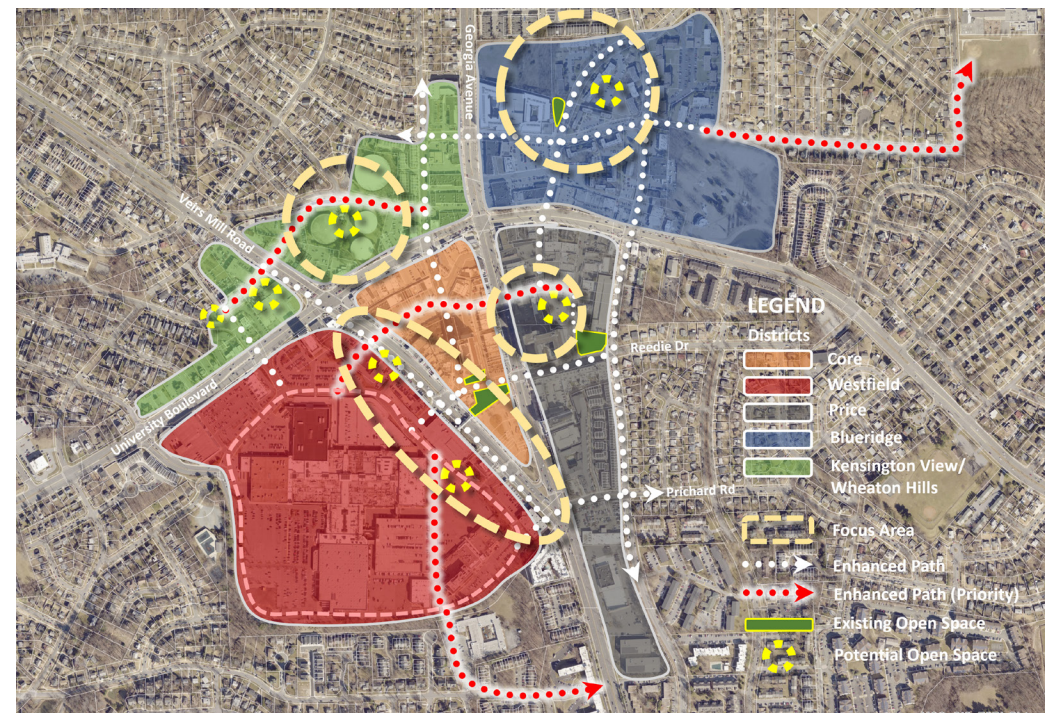 Georgia Avenue
Veirs Mill Road
University Boulevard
Reedie Dr
Prichard Rd
LEGEND
Districts
Core
Westfield
Price
Blueridge
Kensington View/
Wheaton Hills
Focus Area
Enhanced Path
Enhanced Path (Priority)
Existing Open Space
Potential Open Space